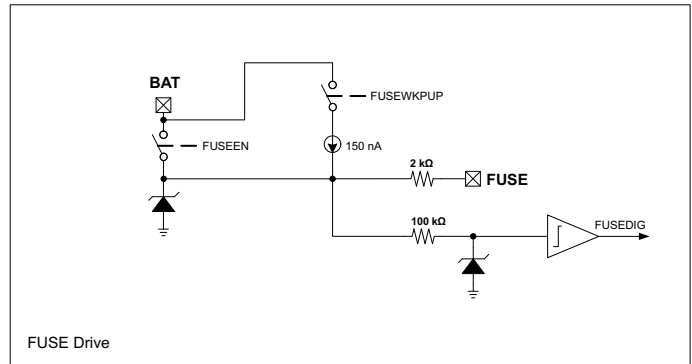 BAT
FUSEWKPUP
FUSEEN
150 nA
2 kΩ
FUSE
100 kΩ
FUSEDIG
FUSE Drive